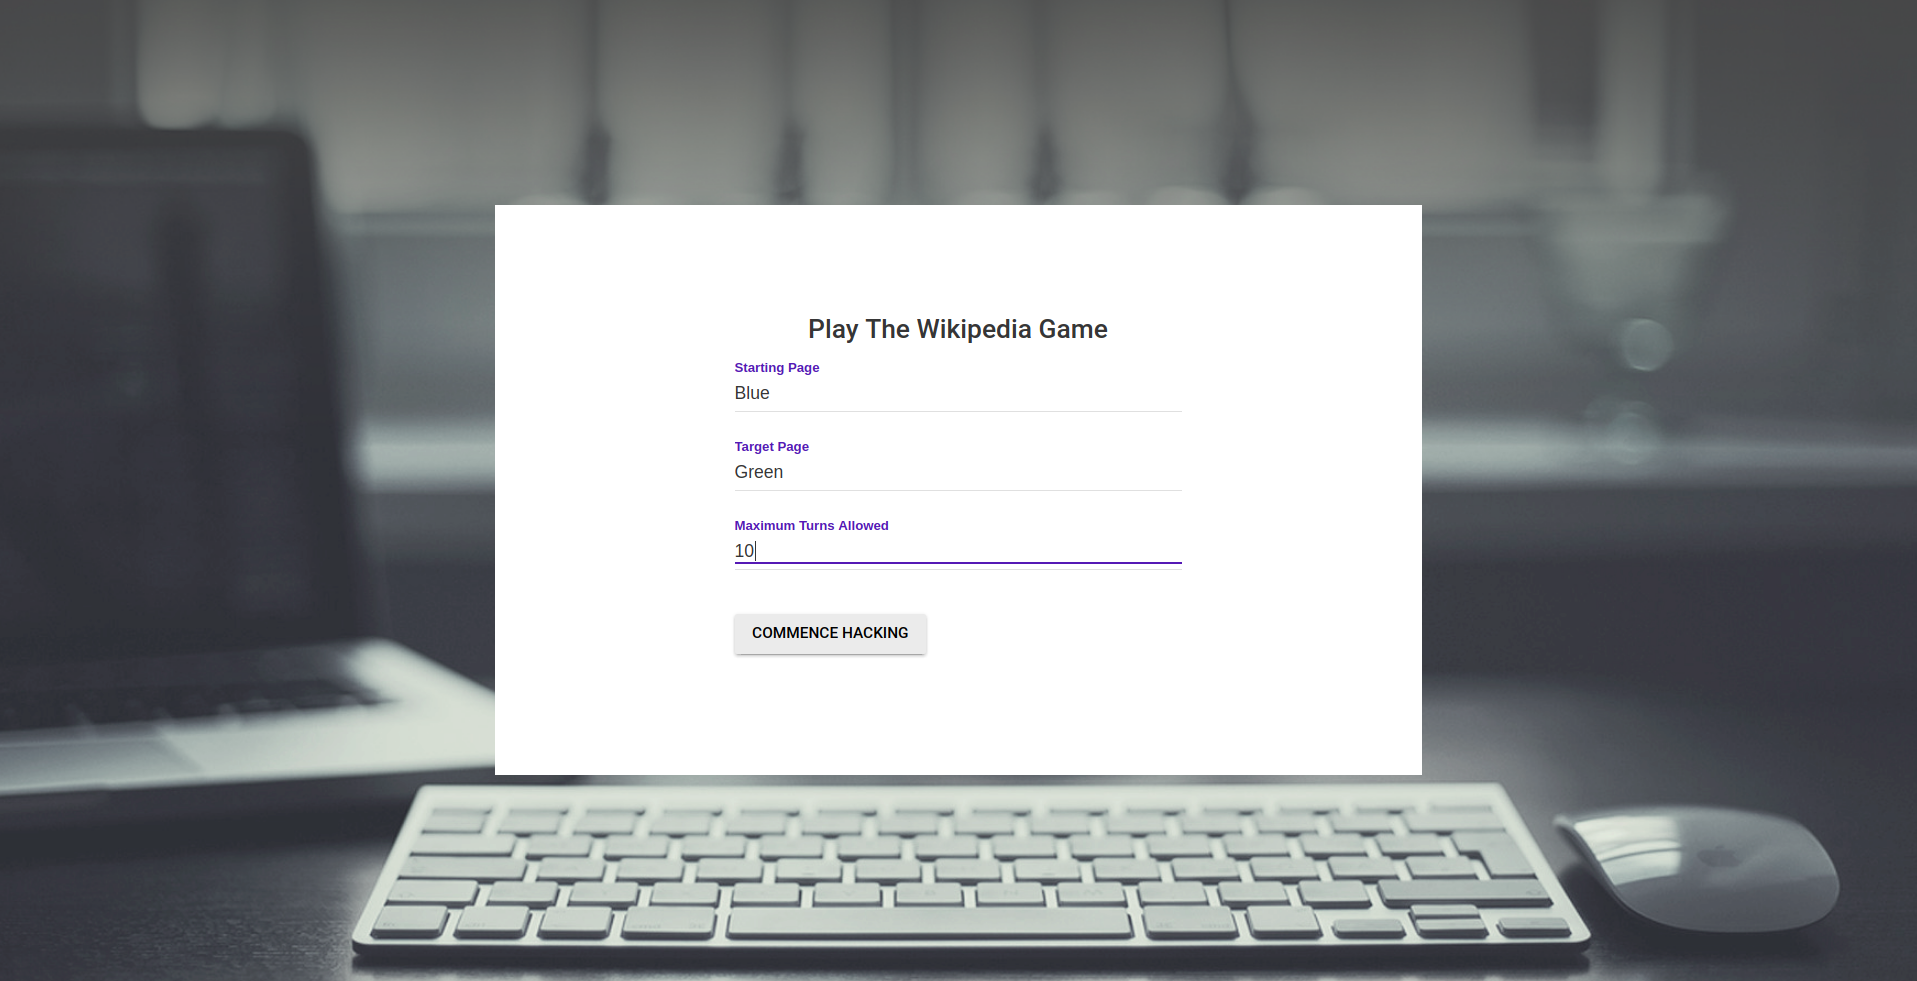 Play The Wikipedia Game
Starting Page
Blue
Target Page
Green
Maximum Turns Allowed
10
COMMENCE HACKING